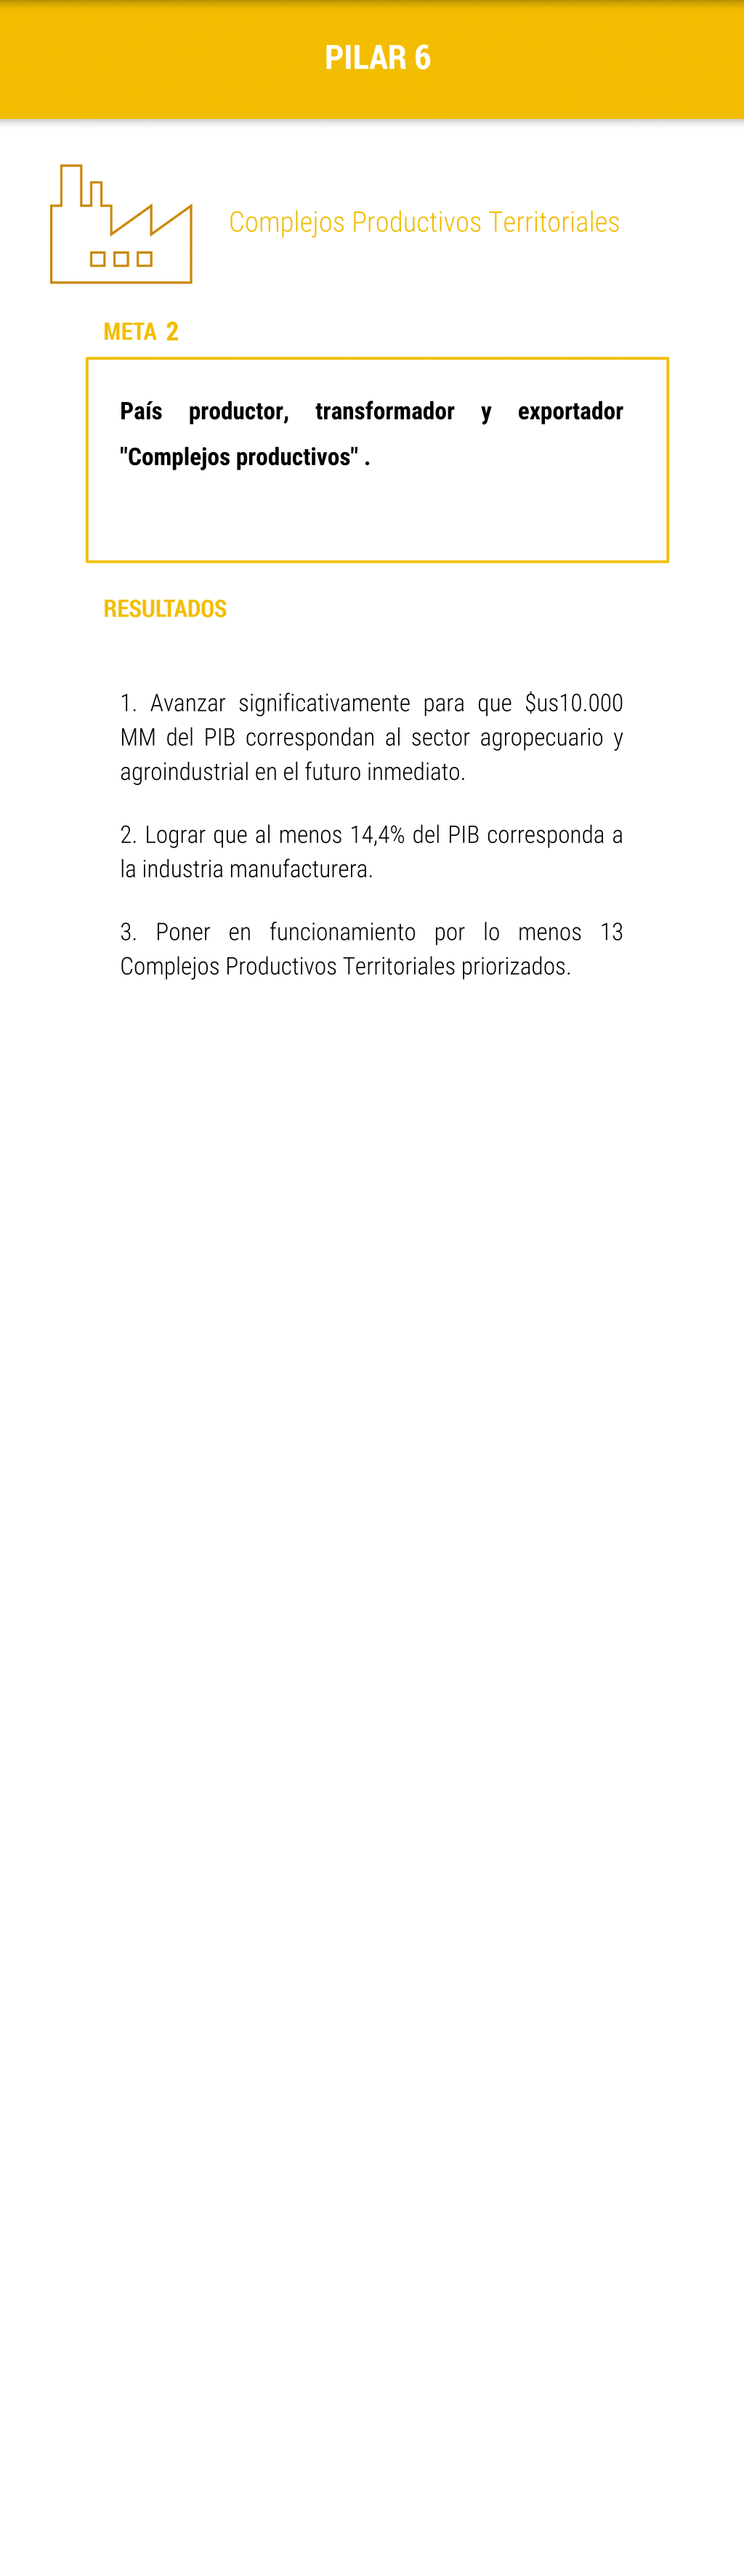 PILAR 6
Complejos Productivos Territoriales
META 2
País productor, transformador y exportador
"Complejos productivos" .
RESULTADOS
1. Avanzar significativamente para que $us10.000
MM del PIB correspondan al sector agropecuario y
agroindustrial en el futuro inmediato.
2. Lograr que al menos 14,4% del PIB corresponda a
la industria manufacturera.
3. Poner en funcionamiento por lo menos 13
Complejos Productivos Territoriales priorizados.